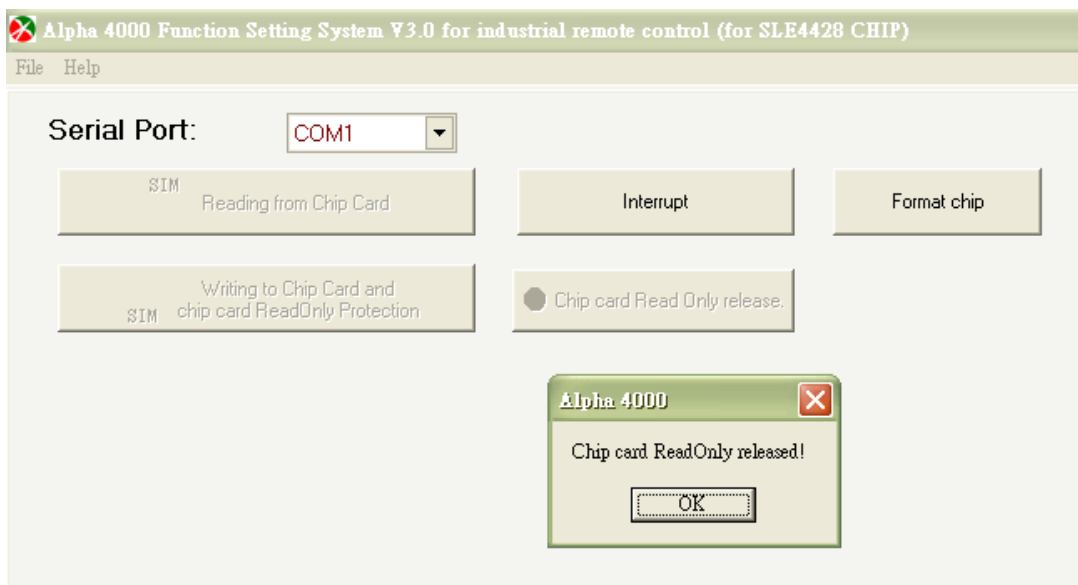 Alpha 4000 Function Setting System V3.0 for industrial remote control (for SLE4428 CHIP)
File Help
Serial Port:
COM1
SIM
Reading from Chip Card
Interrupt
Format chip
Writing to Chip Card and
SIM chip card ReadOnly Protection
Chip card Read Only release.
Alpha 4000
Chip card ReadOnly released!
OK